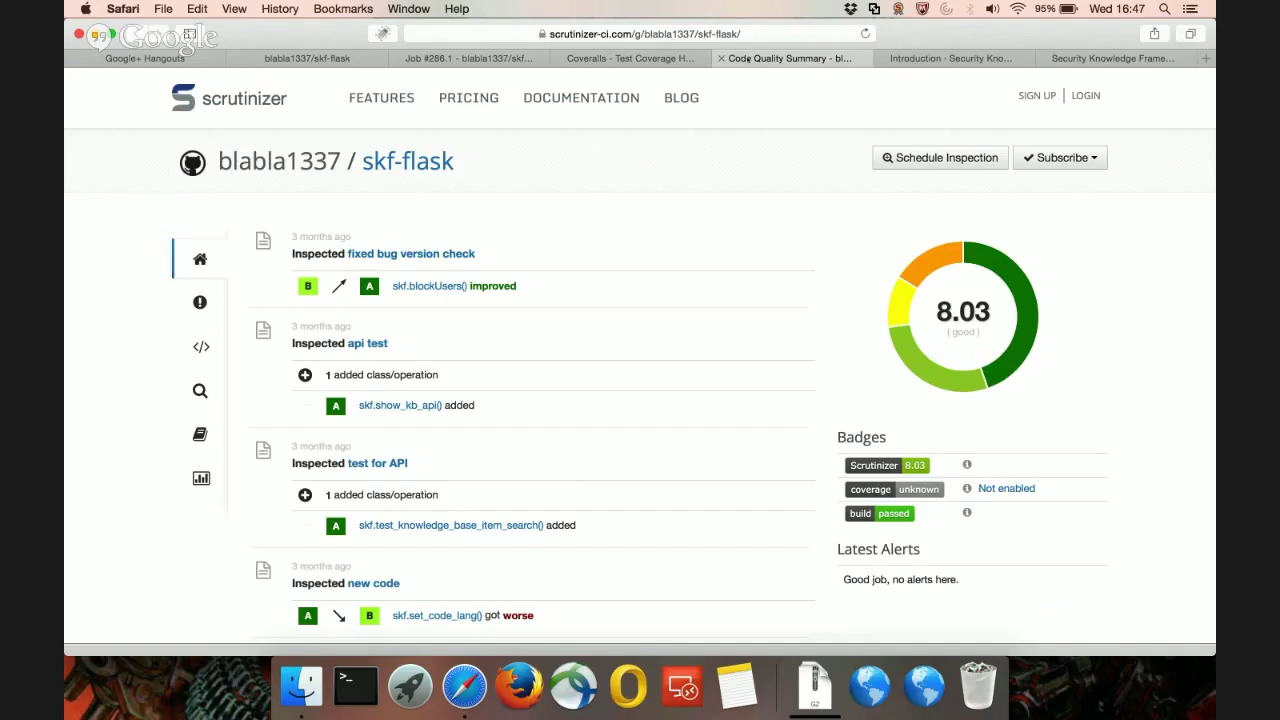 Safari File Edit View History Bookmarks Window Help 95% Wed 16:47
Google
scrutinizer-ci.com/g/blabla1337/skf-flask/
Google+ Hangouts blabla1337/skf-flask Job #286.1 - blabla1337/skf... Coveralls - Test Coverage H... Code Quality Summary - bl... Introduction · Security Kno... Security Knowledge Frame...
scrutinizer FEATURES PRICING DOCUMENTATION BLOG SIGN UP LOGIN
blabla1337 / skf-flask Schedule Inspection Subscribe
3 months ago
Inspected fixed bug version check
B A skf.blockUsers() improved
3 months ago
Inspected api test
1 added class/operation
A skf.show_kb_api() added
3 months ago
Inspected test for API
1 added class/operation
A skf.test_knowledge_base_item_search() added
3 months ago
Inspected new code
A B skf.set_code_lang() got worse
8.03
( good )
Badges
Scrutinizer 8.03
coverage unknown Not enabled
build passed
Latest Alerts
Good job, no alerts here.
GZ